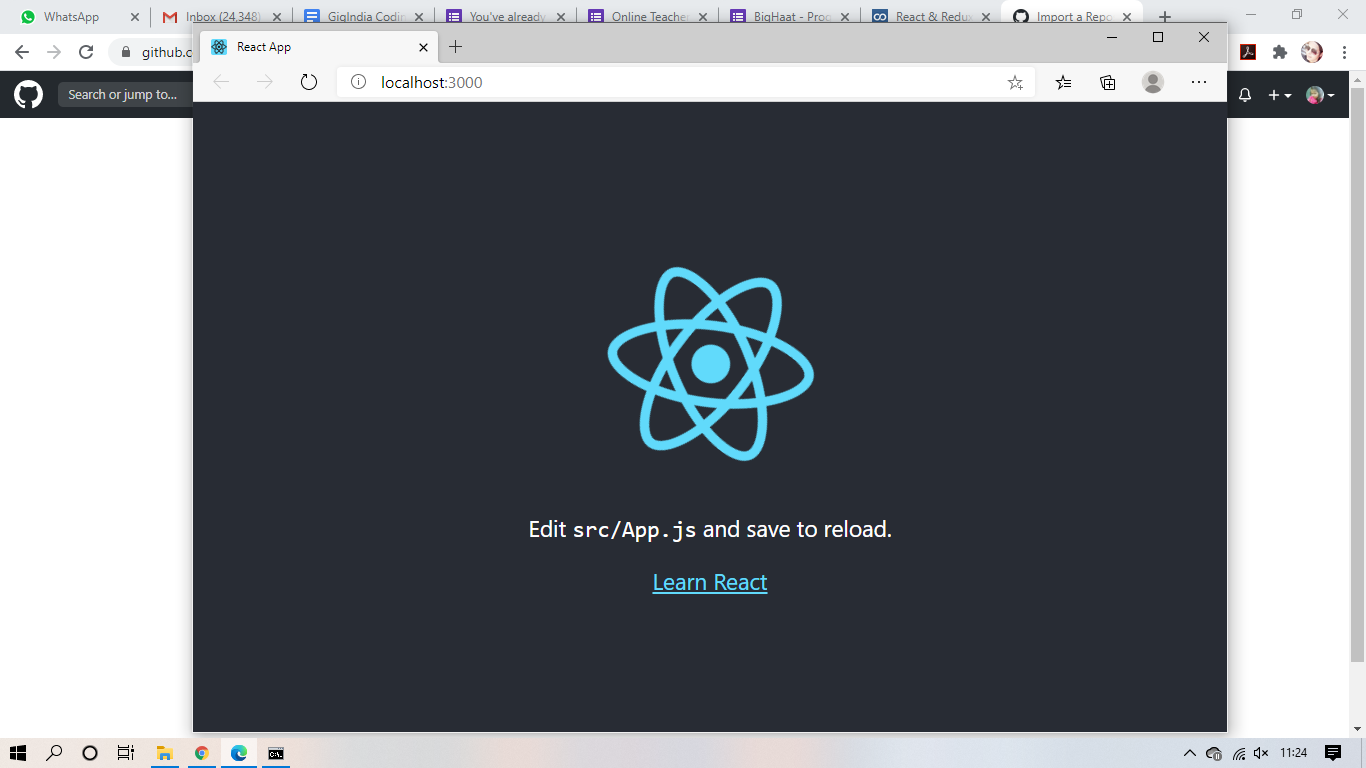 WhatsApp
Inbox (24,348)
GigIndia Codin
You've already
Online Teacher
BigHaat - Proc
React & Redux
Import a Repo
React App
github.c
localhost:3000
Search or jump to...
Edit src/App.js and save to reload.
Learn React
11:24